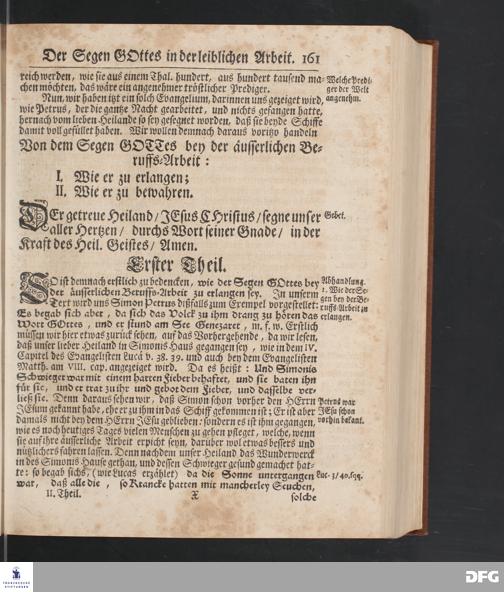 Der Segen GOttes in der leiblichen Arbeit. 161
reich werden, wie sie aus einem Thal. hundert, aus hundert tausend ma-
chen möchten, das wäre ein angenehmer tröstlicher Prediger.
Welche Predi-
ger der Welt
angenehm.
Nun, wir haben itzt ein solch Evangelium, darinnen uns gezeiget wird,
wie Petrus, der die gantze Nacht gearbeitet, und nichts gefangen hatte,
hernach vom lieben Heilande so sey gesegnet worden, daß sie beyde Schiffe
damit voll gefüllet haben. Wir wollen demnach daraus voritzo handeln
Von dem Segen GOTTes bey der äusserlichen Be-
ruffs-Arbeit:
I. Wie er zu erlangen;
II. Wie er zu bewahren.
DEr getreue Heiland/ JEsus CHristus/ segne unser
aller Hertzen/ durchs Wort seiner Gnade/ in der
Kraft des Heil. Geistes/ Amen.
Gebet.
Erster Theil.
SO ist demnach erstlich zu bedencken, wie der Segen GOttes bey
der äusserlichen Beruffs-Arbeit zu erlangen sey. In unserm
Text wird uns Simon Petrus dißfalls zum Exempel vorgestellet:
Abhandlung.
1. Wie der Se-
gen bey der Be-
ruffs-Arbeit zu
erlangen.
Es begab sich aber, da sich das Volck zu ihm drang zu hören das
Wort GOttes, und er stund am See Genezaret, u. s. w. Erstlich
müssen wir hier etwas zurück sehen, auf das Vorhergehende, da wir lesen,
daß unser lieber Heiland in Simonis Haus gegangen sey, wie in dem IV.
Capitel des Evangelisten Lucä v. 38. 39. und auch bey dem Evangelisten
Matth. am VIII. cap. angezeiget wird. Da es heißt: Und Simonis
Schwieger war mit einem harten Fieber behaftet, und sie baten ihn
für sie, und er trat zu ihr und gebot dem Fieber, und dasselbe ver-
ließ sie. Denn daraus sehen wir, daß Simon schon vorher den HErrn
JEsum gekannt habe, ehe er zu ihm in das Schiff gekommen ist; Er ist aber
damals nicht bey dem HErrn JEsu geblieben; sondern es ist ihm gegangen,
Petrus war
JEsu schon
vorhin bekant.
wie es noch heutiges Tages vielen Menschen zu gehen pfleget, welche, wenn
sie auf ihre äusserliche Arbeit erpicht seyn, darüber wol etwas bessers und
nützlichers fahren lassen. Denn nachdem unser Heiland das Wunderwerck
in des Simonis Hause gethan, und dessen Schwieger gesund gemachet hat-
te: so begab sichs, (wie Lucas erzählet) da die Sonne untergangen
war, daß alle die, so Krancke hatten mit mancherley Seuchen,
Luc. 3/ 40. sqq.
II. Theil. X solche
FRANCKESCHE
STIFTUNGEN
DFG